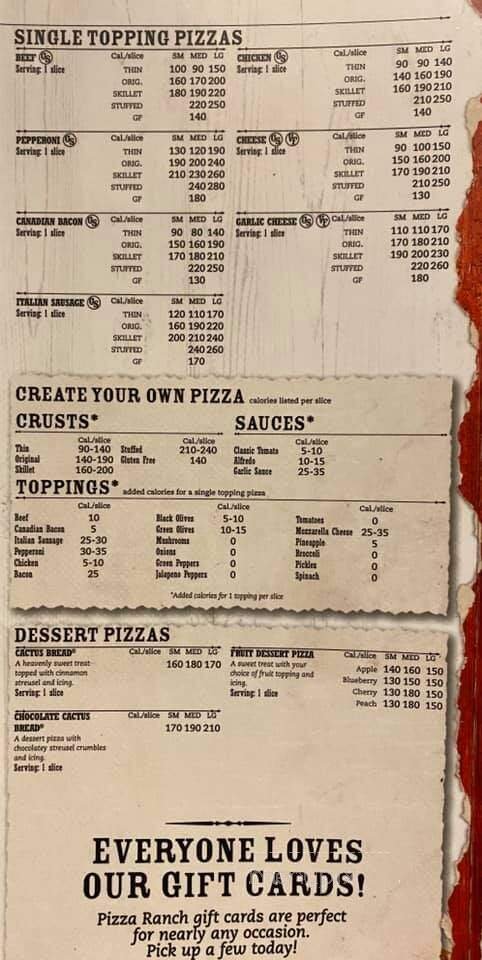 SINGLE TOPPING PIZZAS
BEEF Cal./slice SM MED LG
Serving: 1 slice THIN 100 90 150
ORIG. 160 170 200
SKILLET 180 190 220
STUFFED 220 250
GF 140
CHICKEN Cal./slice SM MED LG
Serving: 1 slice THIN 90 90 140
ORIG. 140 160 190
SKILLET 160 190 210
STUFFED 210 250
GF 140
PEPPERONI Cal./slice SM MED LG
Serving: 1 slice THIN 130 120 190
ORIG. 190 200 240
SKILLET 210 230 260
STUFFED 240 280
GF 180
CHEESE Cal./slice SM MED LG
Serving: 1 slice THIN 90 100 150
ORIG. 150 160 200
SKILLET 170 190 210
STUFFED 210 250
GF 130
CANADIAN BACON Cal./slice SM MED LG
Serving: 1 slice THIN 90 80 140
ORIG. 150 160 190
SKILLET 170 180 210
STUFFED 220 250
GF 130
GARLIC CHEESE Cal./slice SM MED LG
Serving: 1 slice THIN 110 110 170
ORIG. 170 180 210
SKILLET 190 200 230
STUFFED 220 260
GF 180
ITALIAN SAUSAGE Cal./slice SM MED LG
Serving: 1 slice THIN 120 110 170
ORIG. 160 190 220
SKILLET 200 210 240
STUFFED 240 260
GF 170
CREATE YOUR OWN PIZZA calories listed per slice
CRUSTS*
Cal./slice Cal./slice
Thin 90-140 Stuffed 210-240
Original 140-190 Gluten Free 140
Skillet 160-200
SAUCES*
Cal./slice
Classic Tomato 5-10
Alfredo 10-15
Garlic Sauce 25-35
TOPPINGS* added calories for a single topping pizza
Cal./slice
Beef 10
Canadian Bacon 5
Italian Sausage 25-30
Pepperoni 30-35
Chicken 5-10
Bacon 25
Cal./slice
Black Olives 5-10
Green Olives 10-15
Mushrooms 0
Onions 0
Green Peppers 0
Jalapeno Peppers 0
Cal./slice
Tomatoes 0
Mozzarella Cheese 25-35
Pineapple 5
Broccoli 0
Pickles 0
Spinach 0
*Added calories for 1 topping per slice
DESSERT PIZZAS
CACTUS BREAD® Cal./slice SM MED LG
A heavenly sweet treat 160 180 170
topped with cinnamon
streusel and icing.
Serving: 1 slice
FRUIT DESSERT PIZZA Cal./slice SM MED LG
A sweet treat with your
choice of fruit topping and
icing.
Serving: 1 slice
Apple 140 160 150
Blueberry 130 150 150
Cherry 130 180 150
Peach 130 180 150
CHOCOLATE CACTUS Cal./slice SM MED LG
BREAD® 170 190 210
A dessert pizza with
chocolatey streusel crumbles
and icing.
Serving: 1 slice
EVERYONE LOVES
OUR GIFT CARDS!
Pizza Ranch gift cards are perfect
for nearly any occasion.
Pick up a few today!